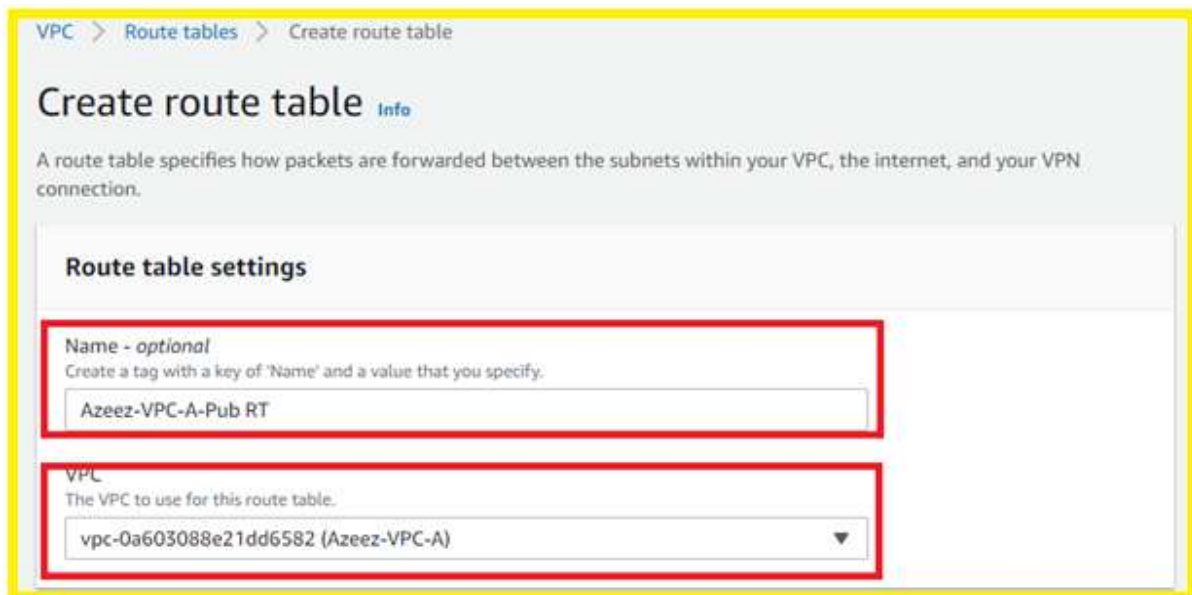 VPC > Route tables > Create route table
Create route table Info
A route table specifies how packets are forwarded between the subnets within your VPC, the internet, and your VPN
connection.
Route table settings
Name - optional
Create a tag with a key of 'Name' and a value that you specify.
Azeez-VPC-A-Pub RT
VPC
The VPC to use for this route table.
vpc-0a603088e21dd6582 (Azeez-VPC-A)